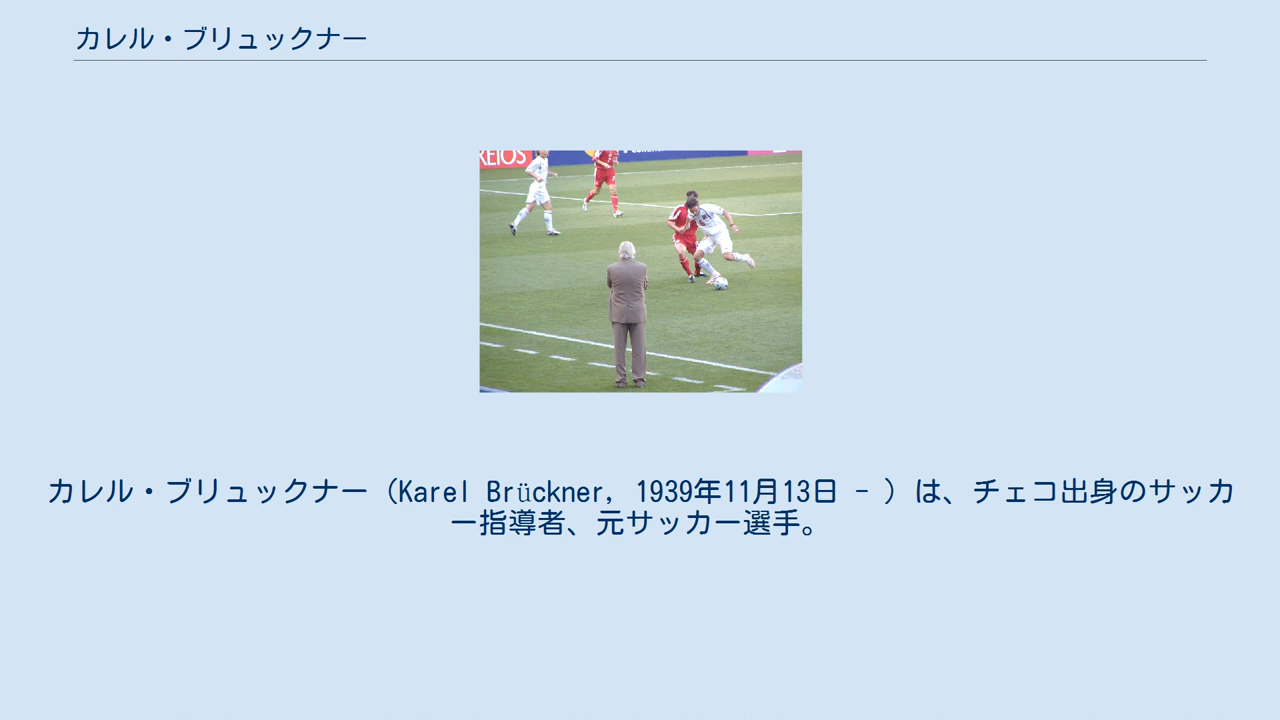 カレル・ブリュックナー
KEIOS
カレル・ブリュックナー（Karel Brückner, 1939年11月13日 - ）は、チェコ出身のサッカ
ー指導者、元サッカー選手。